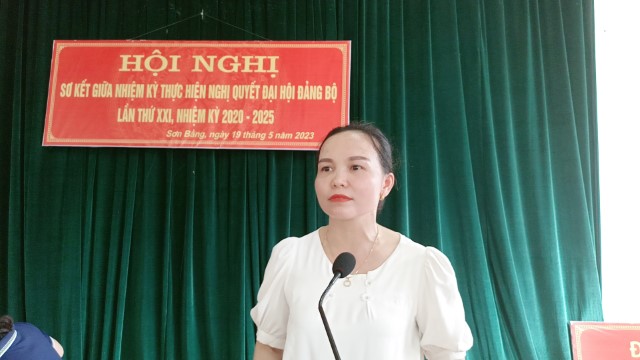 HỘI NGHỊ
SƠ KẾT GIỮA NHIỆM KỲ THỰC HIỆN NGHỊ QUYẾT ĐẠI HỘI ĐẢNG BỘ
LẦN THỨ XXI, NHIỆM KỲ 2020 - 2025
Sơn Bằng, ngày 19 tháng 5 năm 2023